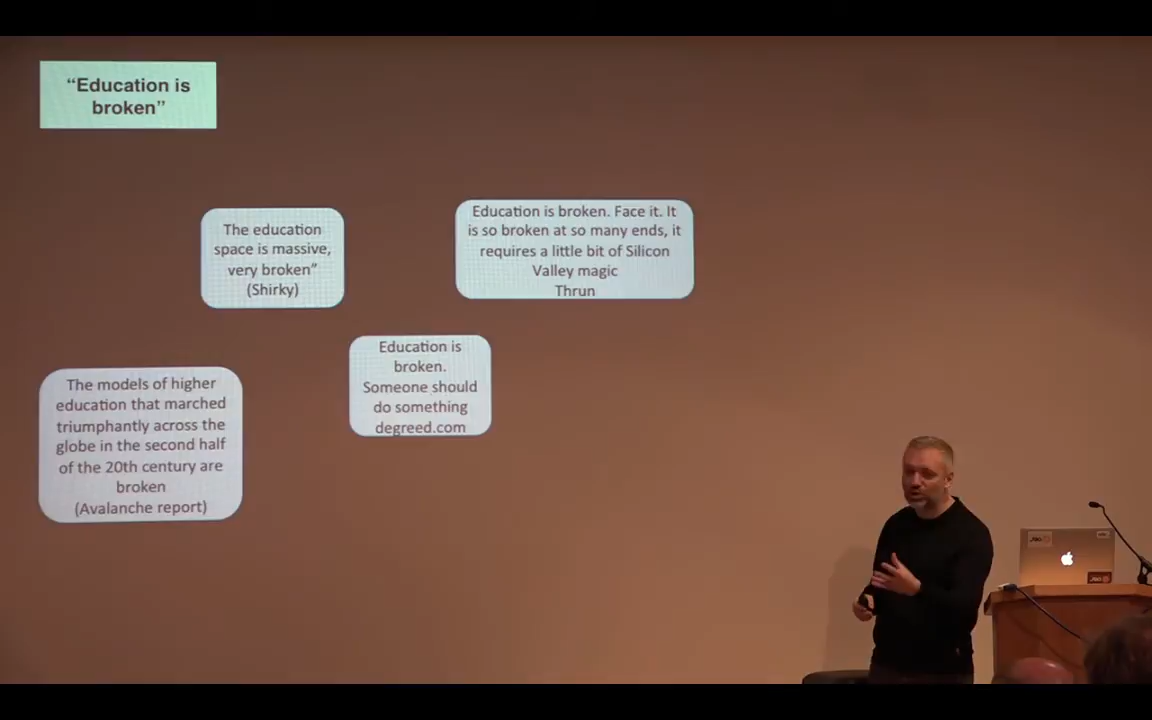 “Education is
broken”
The education
space is massive,
very broken”
(Shirky)
Education is broken. Face it. It
is so broken at so many ends, it
requires a little bit of Silicon
Valley magic
Thrun
Education is
broken.
Someone should
do something
degreed.com
The models of higher
education that marched
triumphantly across the
globe in the second half
of the 20th century are
broken
(Avalanche report)